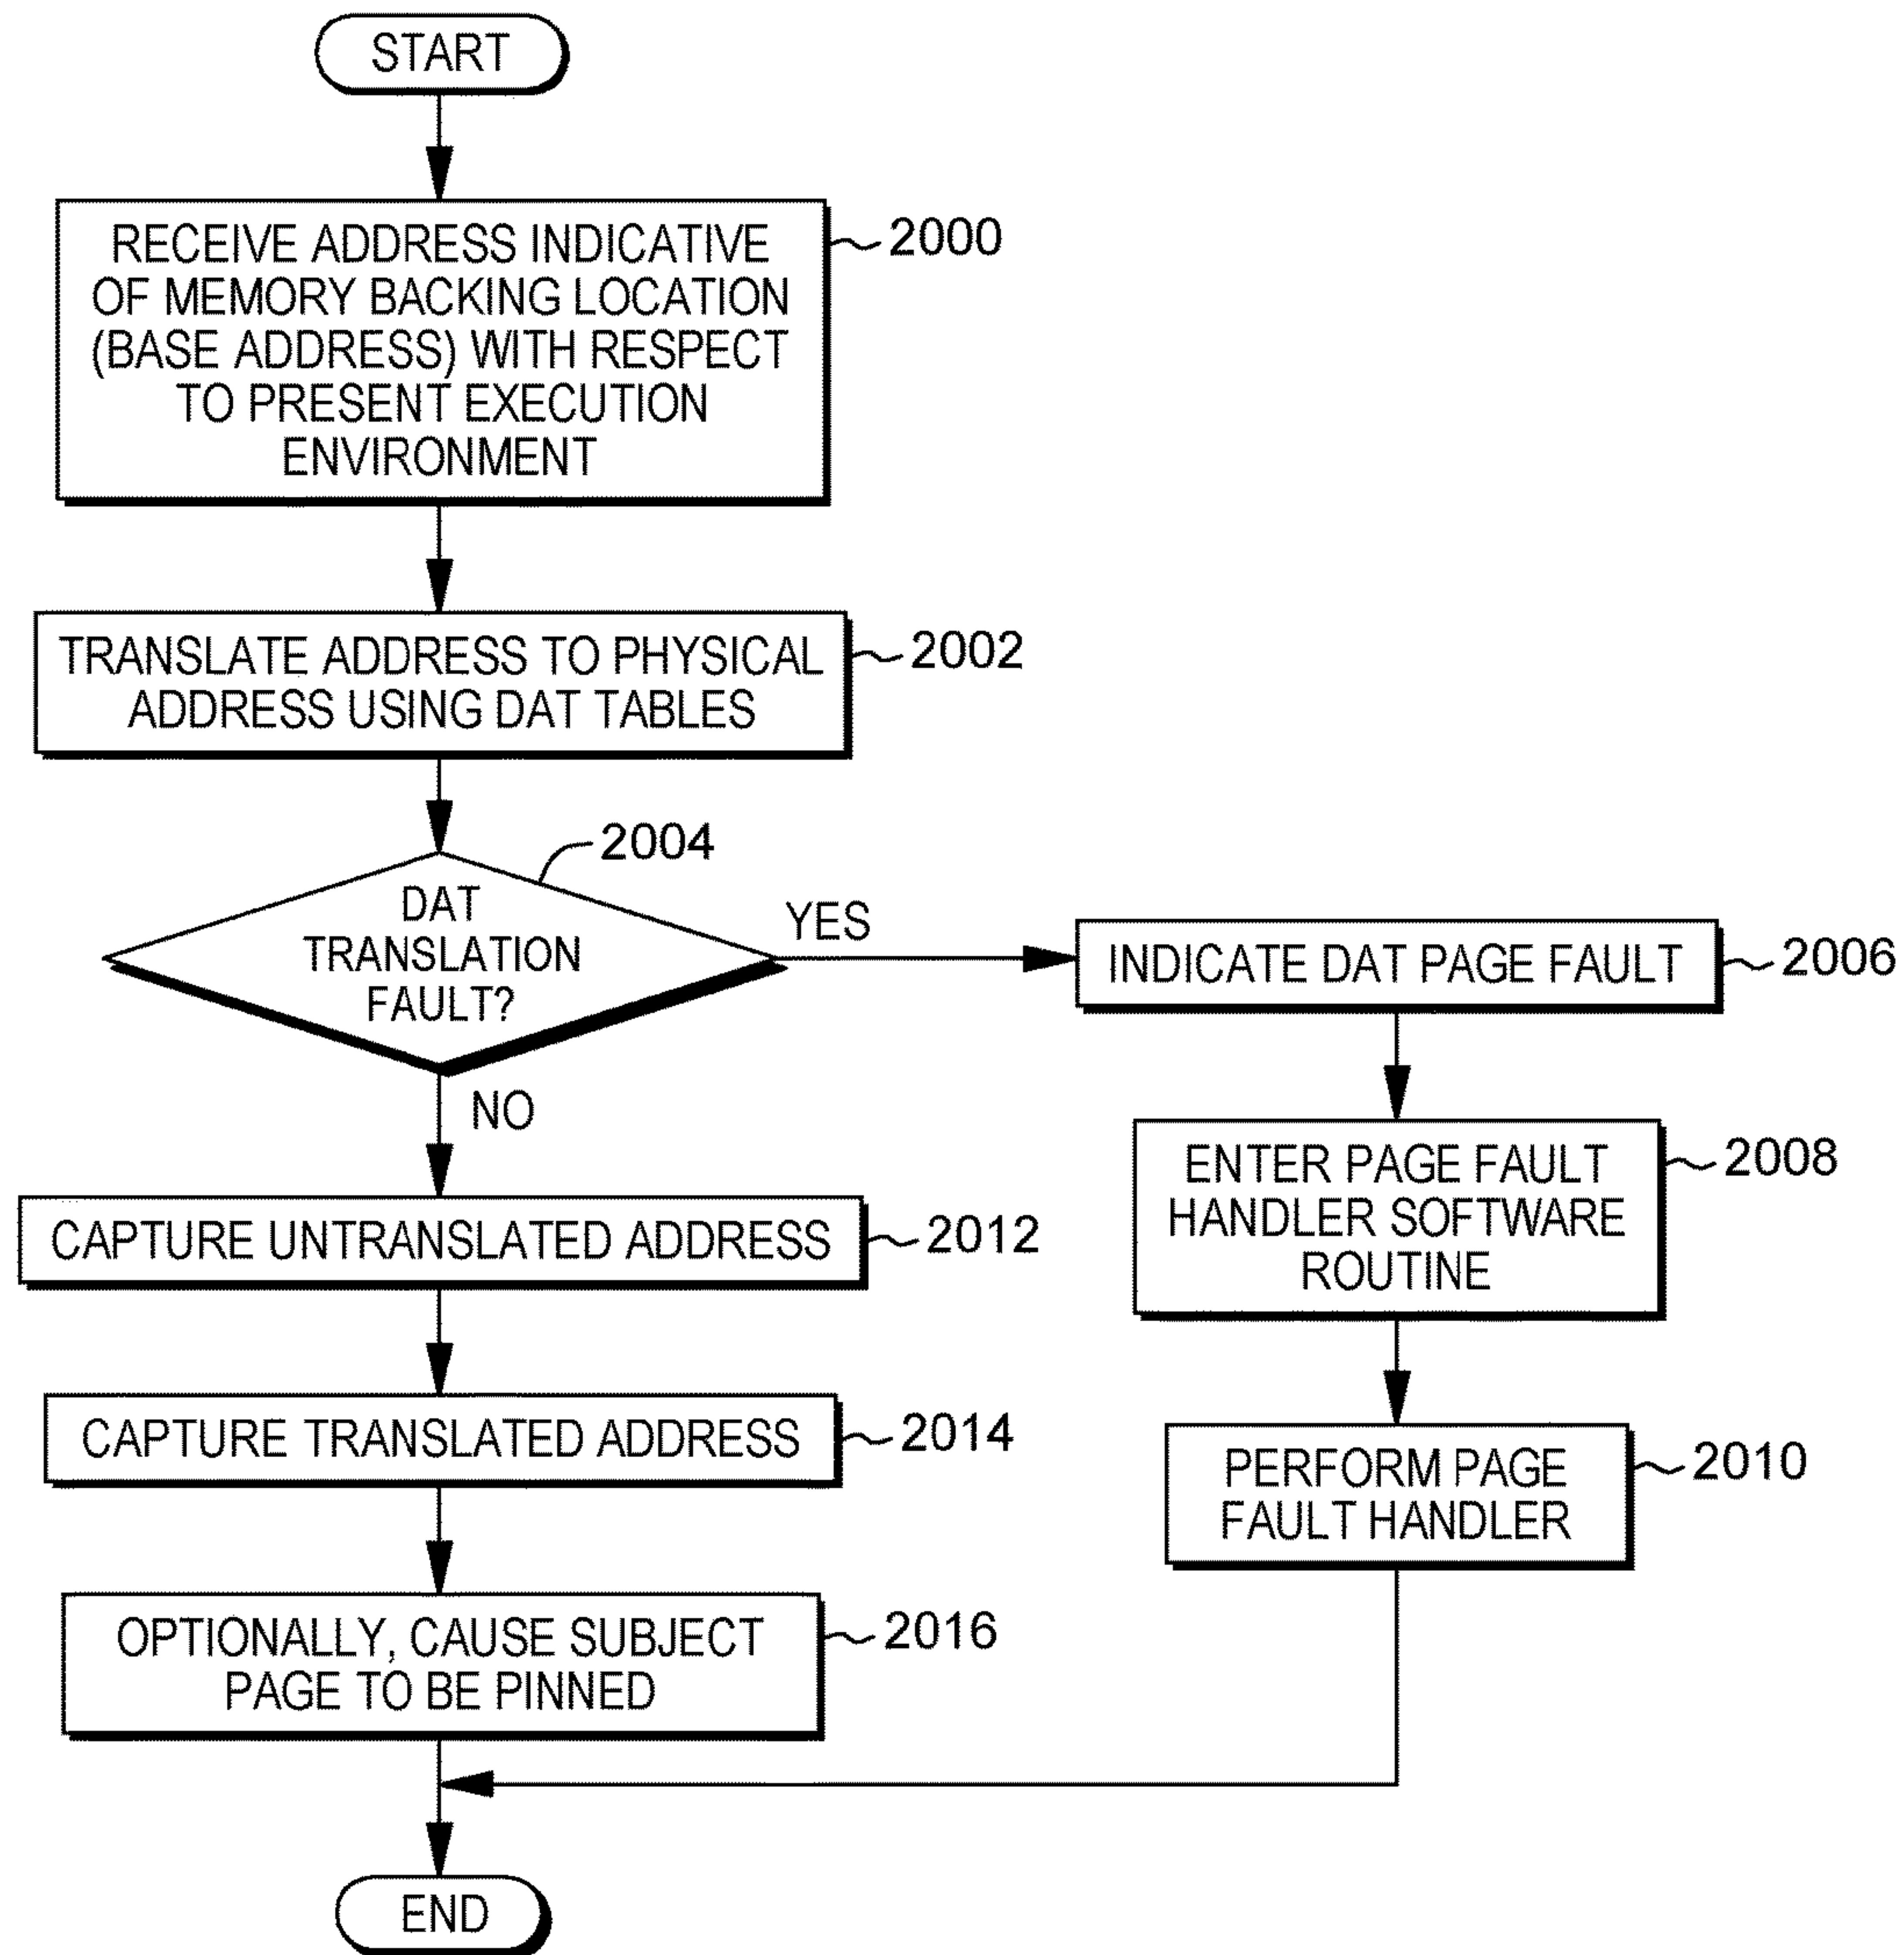 START
RECEIVE ADDRESS INDICATIVE
OF MEMORY BACKING LOCATION
(BASE ADDRESS) WITH RESPECT
TO PRESENT EXECUTION
ENVIRONMENT
2000
TRANSLATE ADDRESS TO PHYSICAL
ADDRESS USING DAT TABLES
2002
2004
DAT
TRANSLATION
FAULT?
YES
NO
INDICATE DAT PAGE FAULT
2006
ENTER PAGE FAULT
HANDLER SOFTWARE
ROUTINE
2008
PERFORM PAGE
FAULT HANDLER
2010
CAPTURE UNTRANSLATED ADDRESS
2012
CAPTURE TRANSLATED ADDRESS
2014
OPTIONALLY, CAUSE SUBJECT
PAGE TO BE PINNED
2016
END